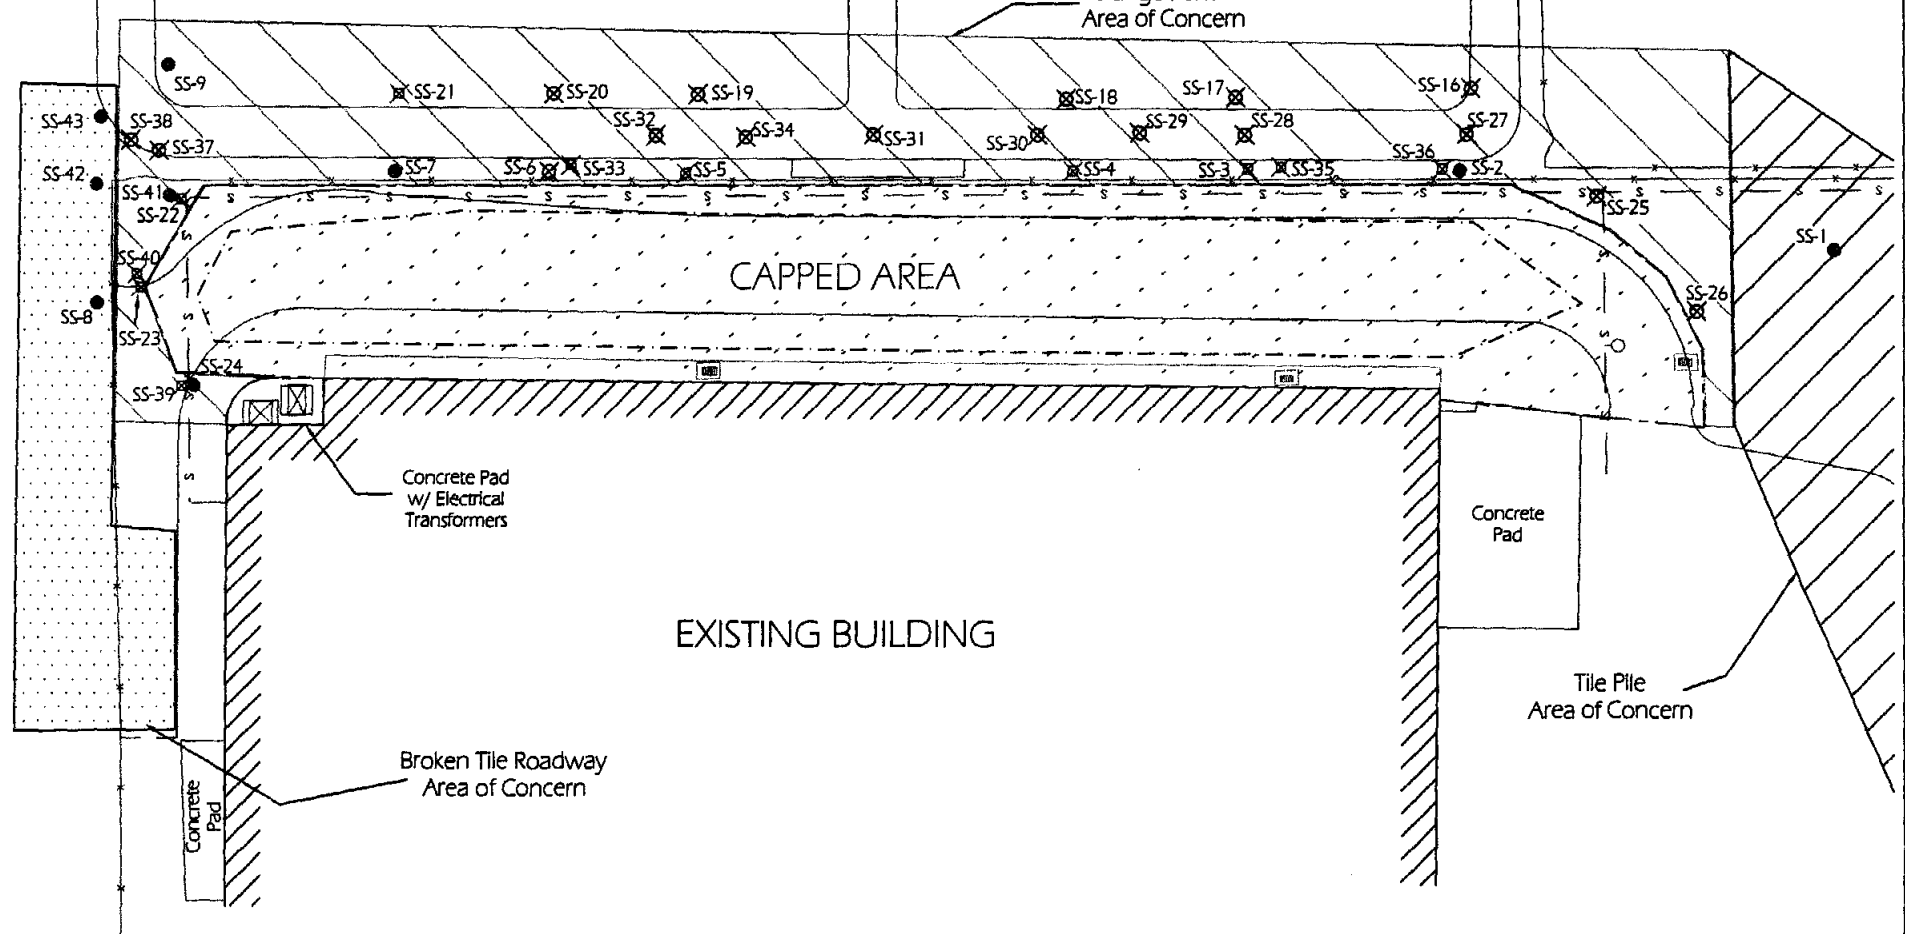 Area of Concern
SS-9
SS-21
SS-20
SS-19
SS-18
SS-17
SS-16
SS-43
SS-38
SS-37
SS-32
SS-34
SS-31
SS-30
SS-29
SS-28
SS-27
SS-36
SS-42
SS-41
SS-22
SS-7
SS-6
SS-33
SS-5
SS-4
SS-3
SS-35
SS-2
SS-25
SS-1
SS-40
SS-8
SS-23
SS-26
CAPPED AREA
SS-24
SS-39
Concrete Pad
w/ Electrical
Transformers
Concrete
Pad
EXISTING BUILDING
Tile Pile
Area of Concern
Broken Tile Roadway
Area of Concern
Concrete
Pad